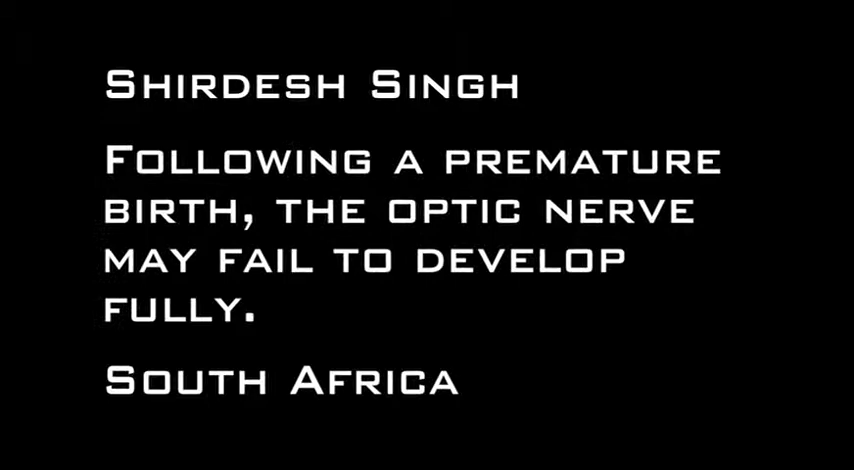 Shirdesh Singh
Following a premature
birth, the optic nerve
may fail to develop
fully.
South Africa